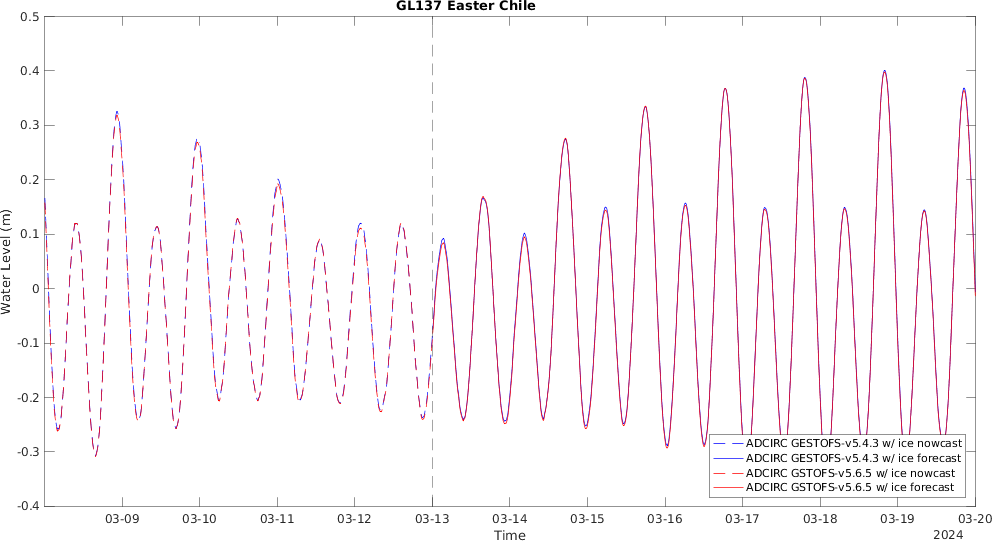 GL137 Easter Chile
0.5
0.4
0.3
0.2
0.1
0
-0.1
-0.2
-0.3
-0.4
Water Level (m)
ADCIRC GESTOFS-v5.4.3 w/ ice nowcast
ADCIRC GESTOFS-v5.4.3 w/ ice forecast
ADCIRC GSTOFS-v5.6.5 w/ ice nowcast
ADCIRC GSTOFS-v5.6.5 w/ ice forecast
03-09 03-10 03-11 03-12 03-13 03-14 03-15 03-16 03-17 03-18 03-19 03-20
Time
2024